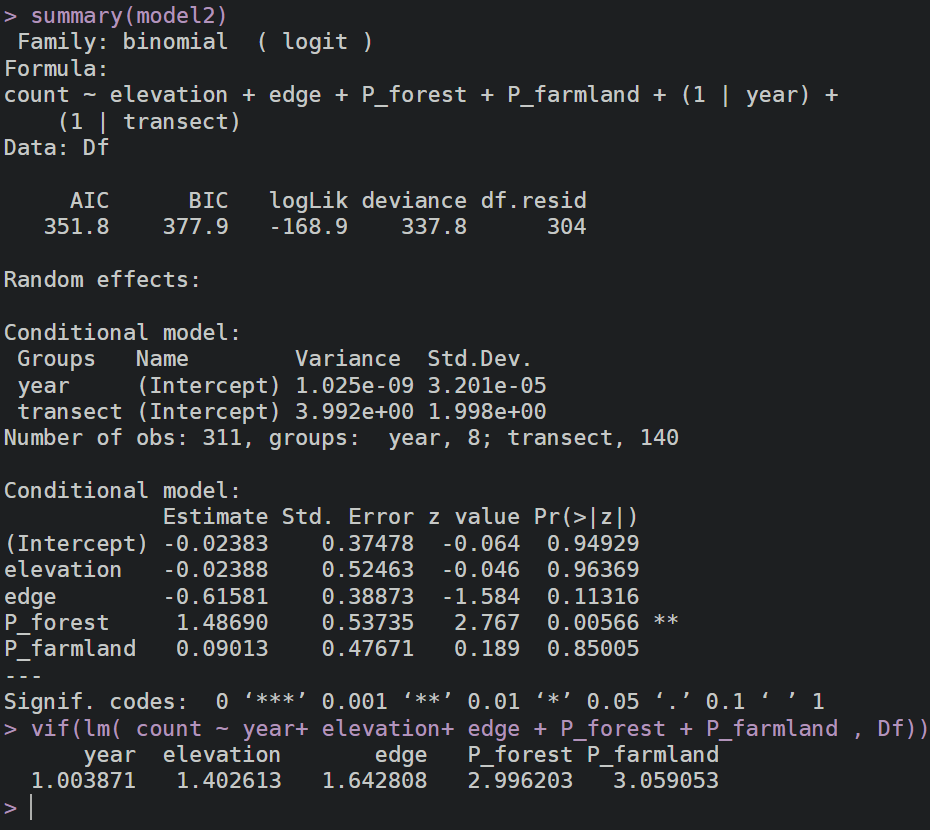 > summary(model2)
 Family: binomial  ( logit )
Formula:
count ~ elevation + edge + P_forest + P_farmland + (1 | year) +
    (1 | transect)
Data: Df

     AIC      BIC   logLik deviance df.resid
   351.8    377.9   -168.9    337.8      304

Random effects:

Conditional model:
 Groups   Name        Variance  Std.Dev.
 year     (Intercept) 1.025e-09 3.201e-05
 transect (Intercept) 3.992e+00 1.998e+00
Number of obs: 311, groups:  year, 8; transect, 140

Conditional model:
            Estimate Std. Error z value Pr(>|z|)
(Intercept) -0.02383    0.37478  -0.064  0.94929
elevation   -0.02388    0.52463  -0.046  0.96369
edge        -0.61581    0.38873  -1.584  0.11316
P_forest     1.48690    0.53735   2.767  0.00566 **
P_farmland   0.09013    0.47671   0.189  0.85005
---
Signif. codes:  0 ‘***’ 0.001 ‘**’ 0.01 ‘*’ 0.05 ‘.’ 0.1 ‘ ’ 1
> vif(lm( count ~ year+ elevation+ edge + P_forest + P_farmland , Df))
      year  elevation       edge   P_forest P_farmland
  1.003871   1.402613   1.642808   2.996203   3.059053
>